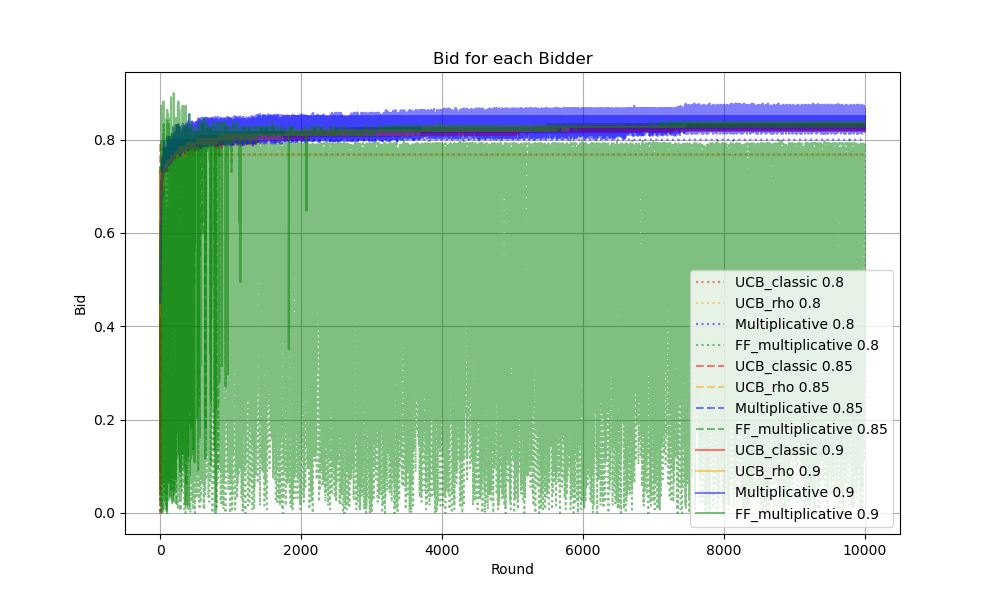 Bid for each Bidder
Bid
0.8
0.6
0.4
0.2
0.0
UCB_classic 0.8
UCB_rho 0.8
Multiplicative 0.8
FF_multiplicative 0.8
UCB_classic 0.85
UCB_rho 0.85
Multiplicative 0.85
FF_multiplicative 0.85
UCB_classic 0.9
UCB_rho 0.9
Multiplicative 0.9
FF_multiplicative 0.9
0 2000 4000 6000 8000 10000
Round